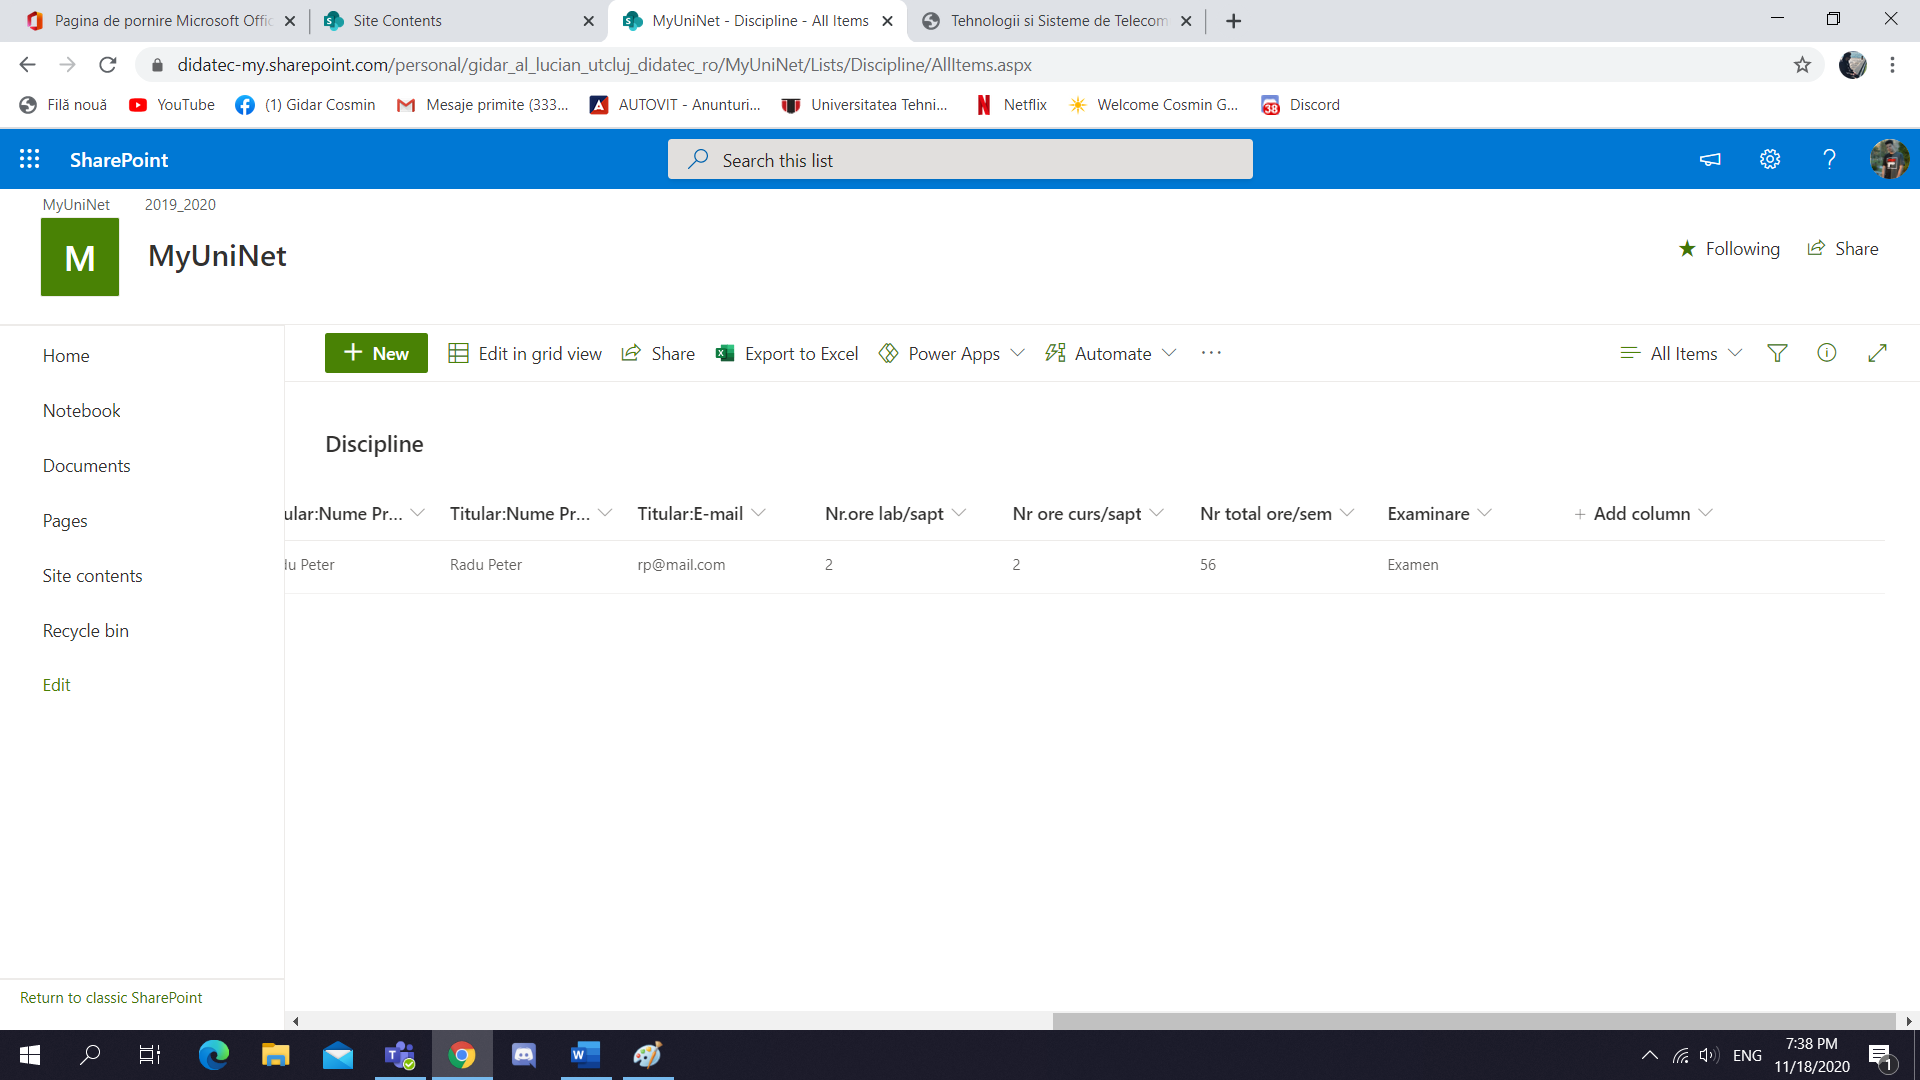 Pagina de pornire Microsoft Offic
Site Contents
MyUniNet - Discipline - All Items
Tehnologii si Sisteme de Telecom
didatec-my.sharepoint.com/personal/gidar_al_lucian_utcluj_didatec_ro/MyUniNet/Lists/Discipline/AllItems.aspx
Filă nouă
YouTube
(1) Gidar Cosmin
Mesaje primite (333...
AUTOVIT - Anunturi...
Universitatea Tehni...
Netflix
Welcome Cosmin G...
38
Discord
SharePoint
Search this list
MyUniNet
2019_2020
M
MyUniNet
Following
Share
Home
Notebook
Documents
Pages
Site contents
Recycle bin
Edit
Return to classic SharePoint
New
Edit in grid view
Share
Export to Excel
Power Apps
Automate
...
All Items
Discipline
ular:Nume Pr... Titular:Nume Pr... Titular:E-mail Nr.ore lab/sapt Nr ore curs/sapt Nr total ore/sem Examinare + Add column
du Peter Radu Peter rp@mail.com 2 2 56 Examen
ENG
7:38 PM
11/18/2020
1